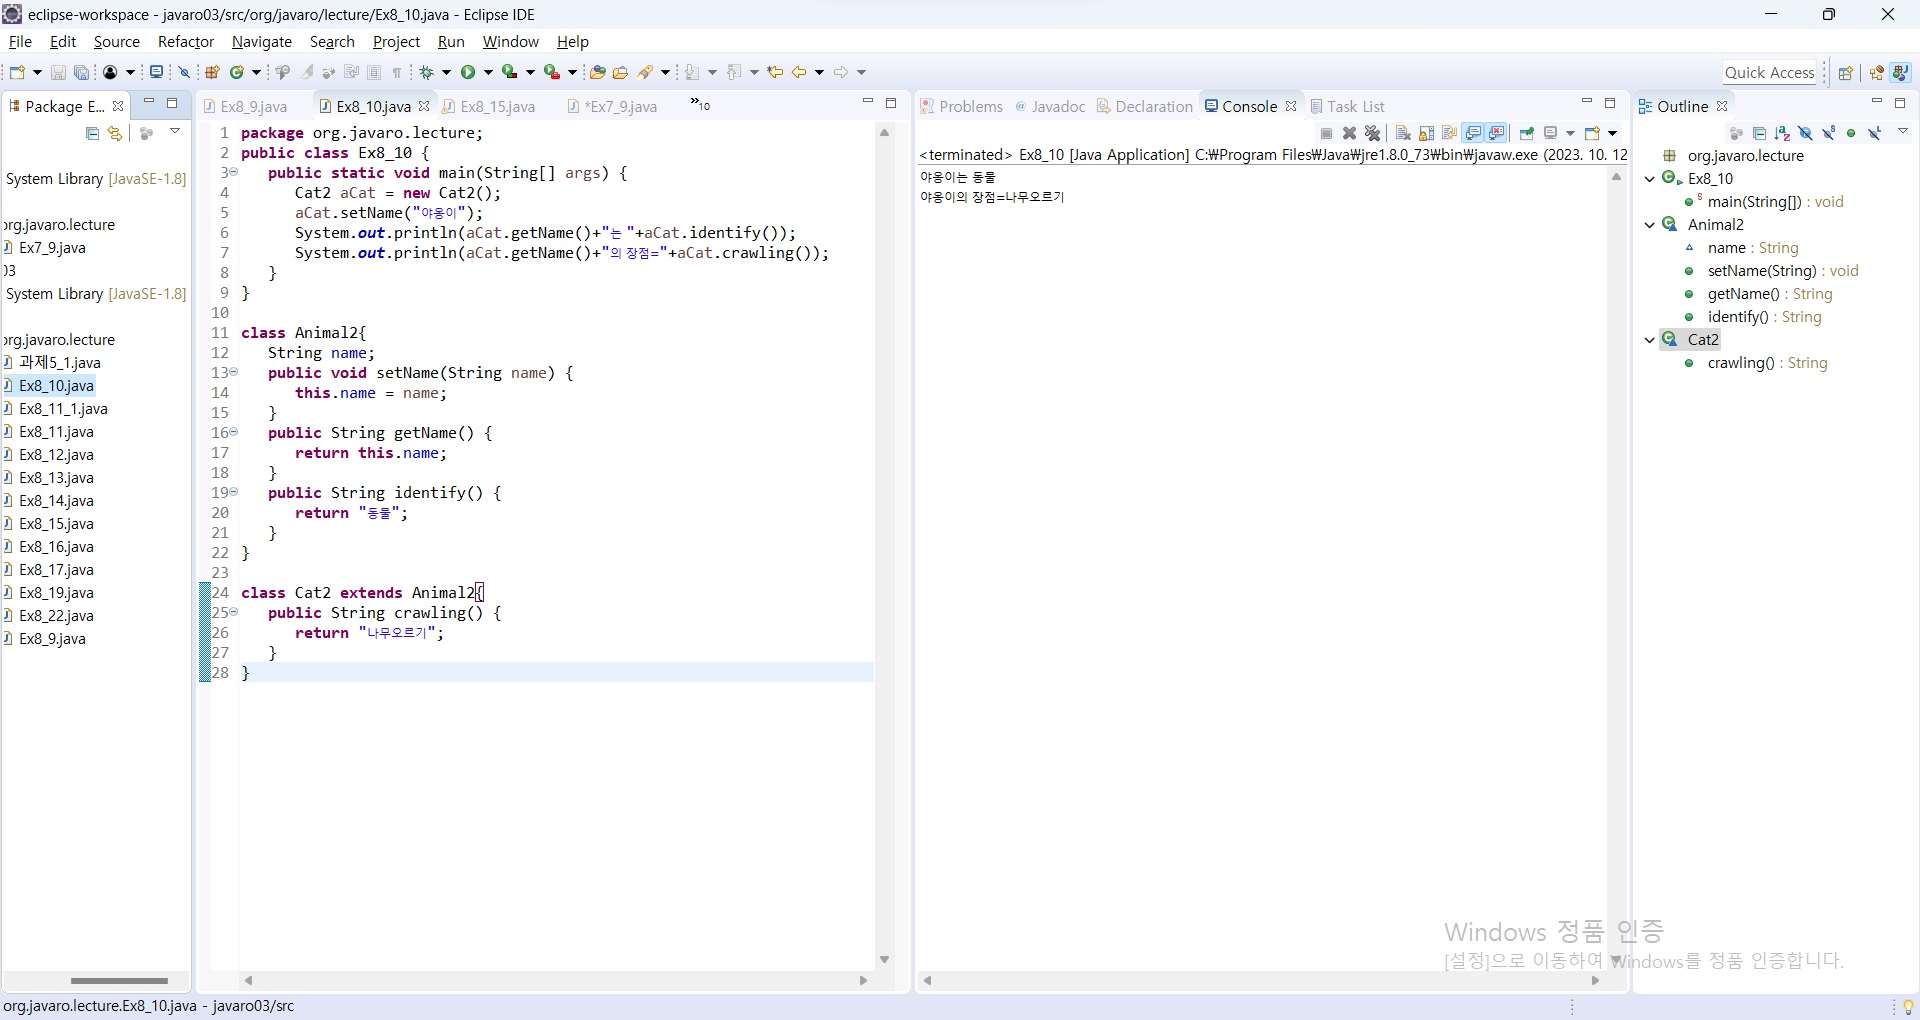 eclipse-workspace - javaro03/src/org/javaro/lecture/Ex8_10.java - Eclipse IDE
File Edit Source Refactor Navigate Search Project Run Window Help
Quick Access
Package E...
Ex8_9.java Ex8_10.java Ex8_15.java *Ex7_9.java »10
Problems @ Javadoc Declaration Console Task List
Outline
System Library [JavaSE-1.8]
org.javaro.lecture
Ex7_9.java
03
System Library [JavaSE-1.8]
org.javaro.lecture
과제5_1.java
Ex8_10.java
Ex8_11_1.java
Ex8_11.java
Ex8_12.java
Ex8_13.java
Ex8_14.java
Ex8_15.java
Ex8_16.java
Ex8_17.java
Ex8_19.java
Ex8_22.java
Ex8_9.java
1 package org.javaro.lecture;
2 public class Ex8_10 {
3 public static void main(String[] args) {
4 Cat2 aCat = new Cat2();
5 aCat.setName("야옹이");
6 System.out.println(aCat.getName()+"는 "+aCat.identify());
7 System.out.println(aCat.getName()+"의 장점="+aCat.crawling());
8 }
9 }
10
11 class Animal2{
12 String name;
13 public void setName(String name) {
14 this.name = name;
15 }
16 public String getName() {
17 return this.name;
18 }
19 public String identify() {
20 return "동물";
21 }
22 }
23
24 class Cat2 extends Animal2{
25 public String crawling() {
26 return "나무오르기";
27 }
28 }
<terminated> Ex8_10 [Java Application] C:₩Program Files₩Java₩jre1.8.0_73₩bin₩javaw.exe (2023. 10. 12
야옹이는 동물
야옹이의 장점=나무오르기
org.javaro.lecture
Ex8_10
main(String[]) : void
Animal2
name : String
setName(String) : void
getName() : String
identify() : String
Cat2
crawling() : String
Windows 정품 인증
[설정]으로 이동하여 Windows를 정품 인증합니다.
org.javaro.lecture.Ex8_10.java - javaro03/src